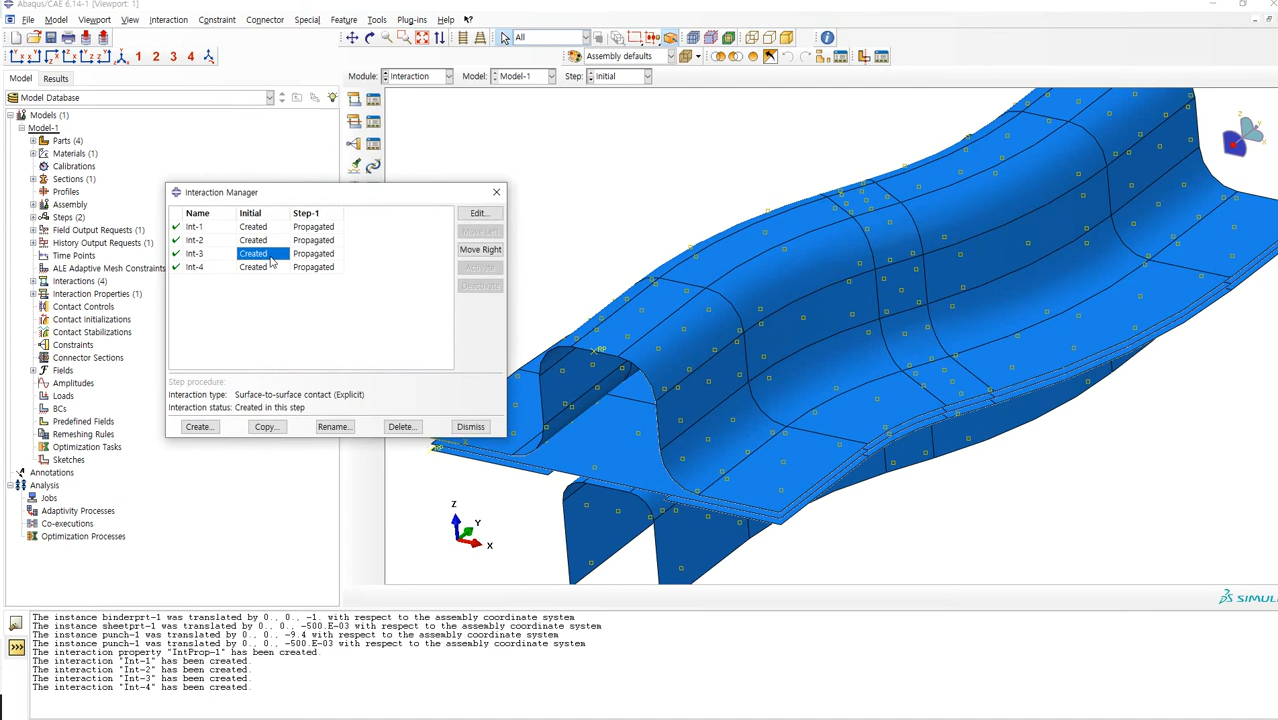 Abaqus/CAE 6.14-1 [Viewport: 1]
File Model Viewport View Interaction Constraint Connector Special Feature Tools Plug-ins Help
All
1 2 3 4
Assembly defaults
Model Results
Module: Interaction Model: Model-1 Step: Initial
Model Database
Models (1)
Model-1
Parts (4)
Materials (1)
Calibrations
Sections (1)
Profiles
Assembly
Steps (2)
Field Output Requests (1)
History Output Requests (1)
Time Points
ALE Adaptive Mesh Constraints
Interactions (4)
Interaction Properties (1)
Contact Controls
Contact Initializations
Contact Stabilizations
Constraints
Connector Sections
Fields
Amplitudes
Loads
BCs
Predefined Fields
Remeshing Rules
Optimization Tasks
Sketches
Annotations
Analysis
Jobs
Adaptivity Processes
Co-executions
Optimization Processes
Interaction Manager
Name Initial Step-1
Int-1 Created Propagated
Int-2 Created Propagated
Int-3 Created Propagated
Int-4 Created Propagated
Edit...
Move Left
Move Right
Activate
Deactivate
Step procedure:
Interaction type: Surface-to-surface contact (Explicit)
Interaction status: Created in this step
Create... Copy... Rename... Delete... Dismiss
RP
RP
Z
Y
X
Z
Y
X
SIMULI
The instance binderprt-1 was translated by 0., 0., -1. with respect to the assembly coordinate system
The instance sheetprt-1 was translated by 0., 0., -500.E-03 with respect to the assembly coordinate system
The instance punch-1 was translated by 0., 0., -9.4 with respect to the assembly coordinate system
The instance punch-1 was translated by 0., 0., -500.E-03 with respect to the assembly coordinate system
The interaction property "IntProp-1" has been created.
The interaction "Int-1" has been created.
The interaction "Int-2" has been created.
The interaction "Int-3" has been created.
The interaction "Int-4" has been created.